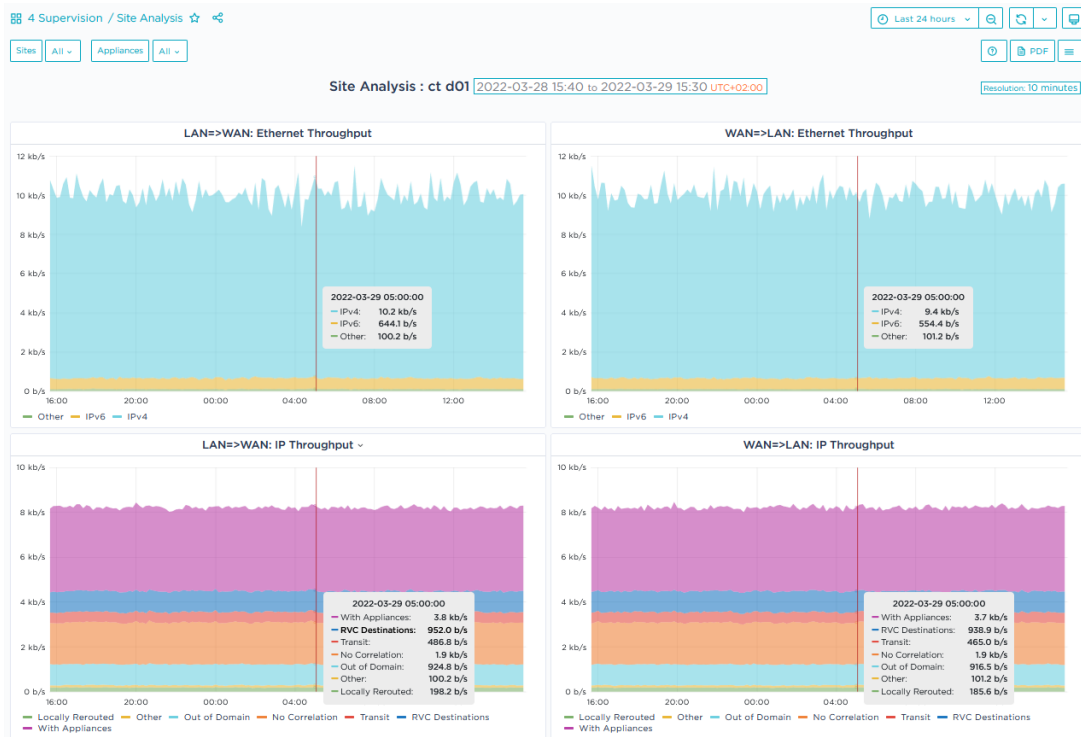 4 Supervision / Site Analysis
Last 24 hours
Sites All Appliances All
PDF
Site Analysis : ct d01 2022-03-28 15:40 to 2022-03-29 15:30 UTC+02:00
Resolution: 10 minutes
LAN=>WAN: Ethernet Throughput
12 kb/s
10 kb/s
8 kb/s
6 kb/s
4 kb/s
2 kb/s
0 b/s
16:00 20:00 00:00 04:00 08:00 12:00
2022-03-29 05:00:00
IPv4: 10.2 kb/s
IPv6: 644.1 b/s
Other: 100.2 b/s
Other IPv6 IPv4
WAN=>LAN: Ethernet Throughput
12 kb/s
10 kb/s
8 kb/s
6 kb/s
4 kb/s
2 kb/s
0 b/s
16:00 20:00 00:00 04:00 08:00 12:00
2022-03-29 05:00:00
IPv4: 9.4 kb/s
IPv6: 554.4 b/s
Other: 101.2 b/s
Other IPv6 IPv4
LAN=>WAN: IP Throughput
10 kb/s
8 kb/s
6 kb/s
4 kb/s
2 kb/s
0 b/s
16:00 20:00 00:00 04:00 08:00 12:00
2022-03-29 05:00:00
With Appliances: 3.8 kb/s
RVC Destinations: 952.0 b/s
Transit: 486.8 b/s
No Correlation: 1.9 kb/s
Out of Domain: 924.8 b/s
Other: 100.2 b/s
Locally Rerouted: 198.2 b/s
Locally Rerouted Other Out of Domain No Correlation Transit RVC Destinations
With Appliances
WAN=>LAN: IP Throughput
10 kb/s
8 kb/s
6 kb/s
4 kb/s
2 kb/s
0 b/s
16:00 20:00 00:00 04:00 08:00 12:00
2022-03-29 05:00:00
With Appliances: 3.7 kb/s
RVC Destinations: 938.9 b/s
Transit: 465.0 b/s
No Correlation: 1.9 kb/s
Out of Domain: 916.5 b/s
Other: 101.2 b/s
Locally Rerouted: 185.6 b/s
Locally Rerouted Other Out of Domain No Correlation Transit RVC Destinations
With Appliances